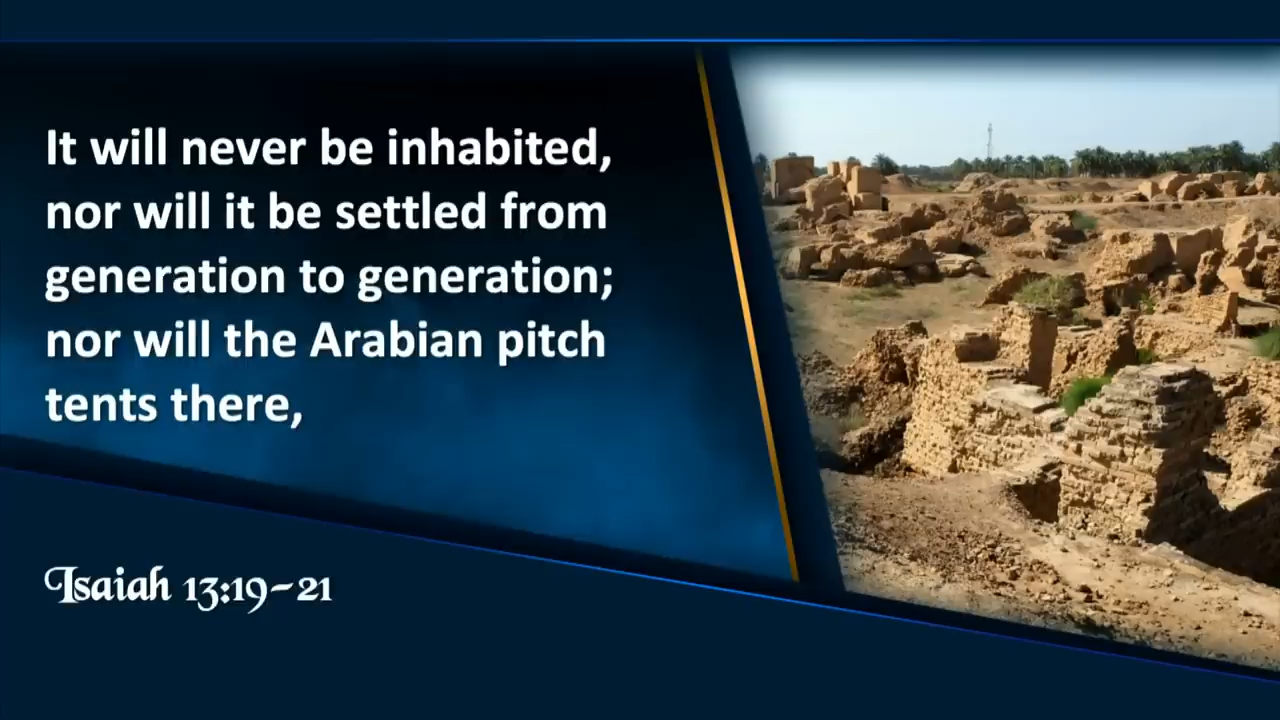 It will never be inhabited,
nor will it be settled from
generation to generation;
nor will the Arabian pitch
tents there,
Isaiah 13:19–21